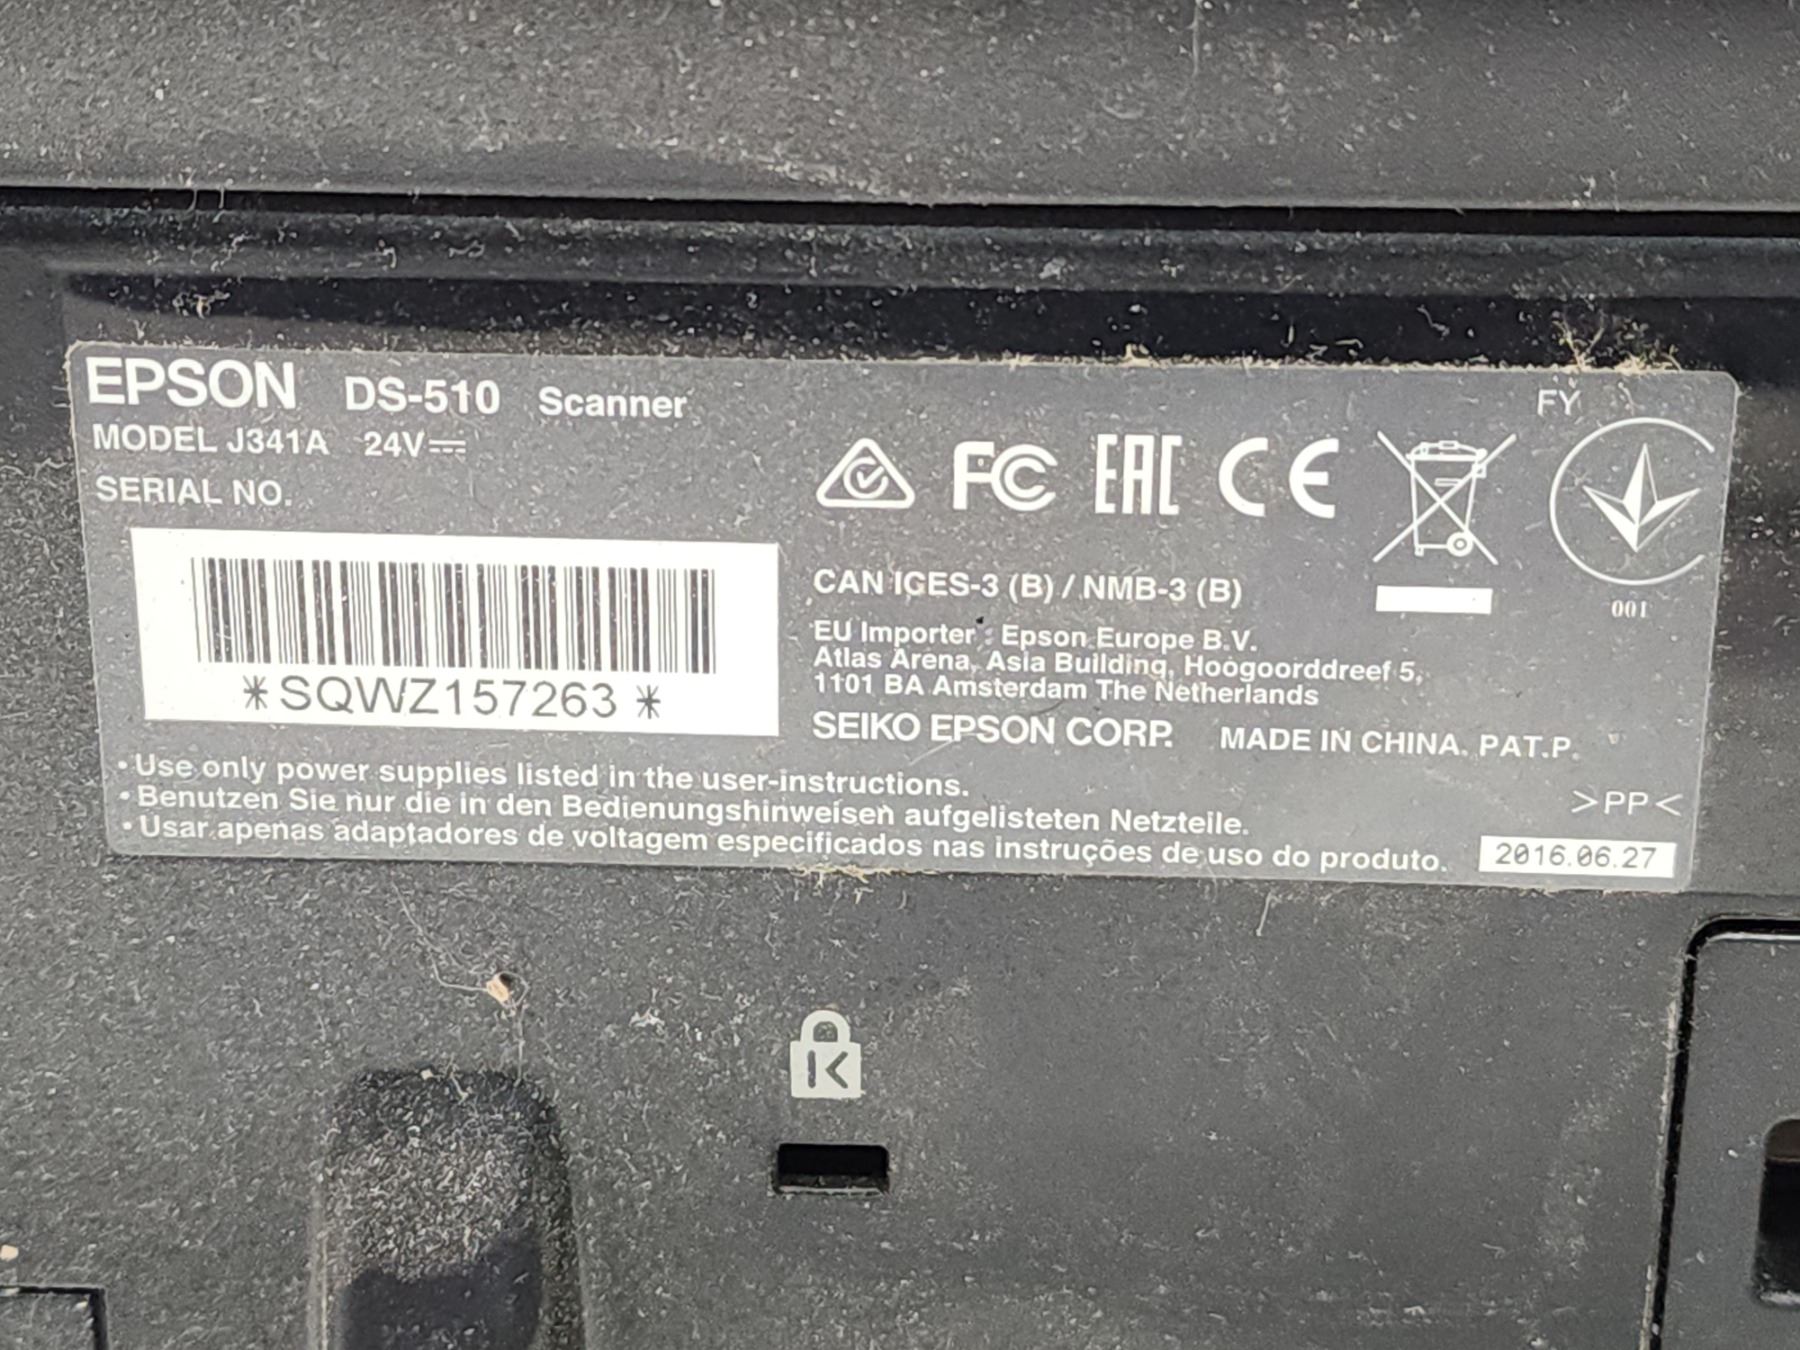 EPSON DS-510 Scanner
FY
MODEL J341A 24V
SERIAL NO.
FC EAC CE
001
*SQWZ157263*
CAN ICES-3 (B) / NMB-3 (B)
EU Importer : Epson Europe B.V.
Atlas Arena, Asia Building, Hoogoorddreef 5,
1101 BA Amsterdam The Netherlands
SEIKO EPSON CORP. MADE IN CHINA. PAT.P.
•Use only power supplies listed in the user-instructions.
•Benutzen Sie nur die in den Bedienungshinweisen aufgelisteten Netzteile.
•Usar apenas adaptadores de voltagem especificados nas instruções de uso do produto.
>PP<
2016.06.27
K